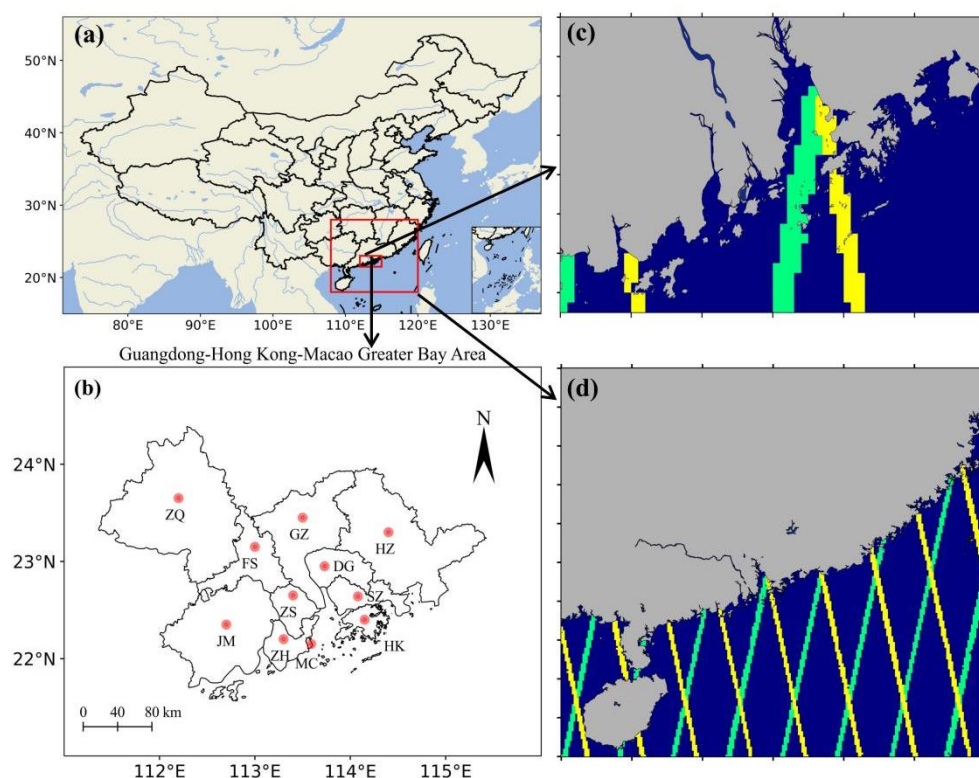 (a)
50°N
40°N
30°N
20°N
80°E 90°E 100°E 110°E 120°E 130°E
Guangdong-Hong Kong-Macao Greater Bay Area
(b)
N
24°N
23°N
22°N
ZQ
GZ
HZ
FS
DG
ZS
SZ
JM
ZH
MC
HK
0 40 80 km
112°E 113°E 114°E 115°E
(c)
(d)